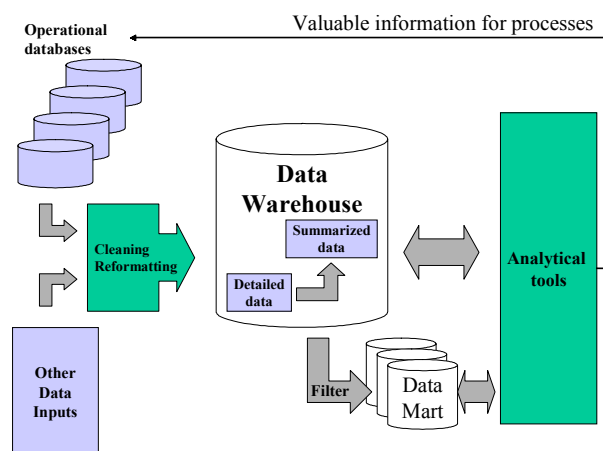 Valuable information for processes
Operational
databases
Data
Warehouse
Summarized
data
Cleaning
Reformatting
Detailed
data
Analytical
tools
Other
Data
Inputs
Filter
Data
Mart